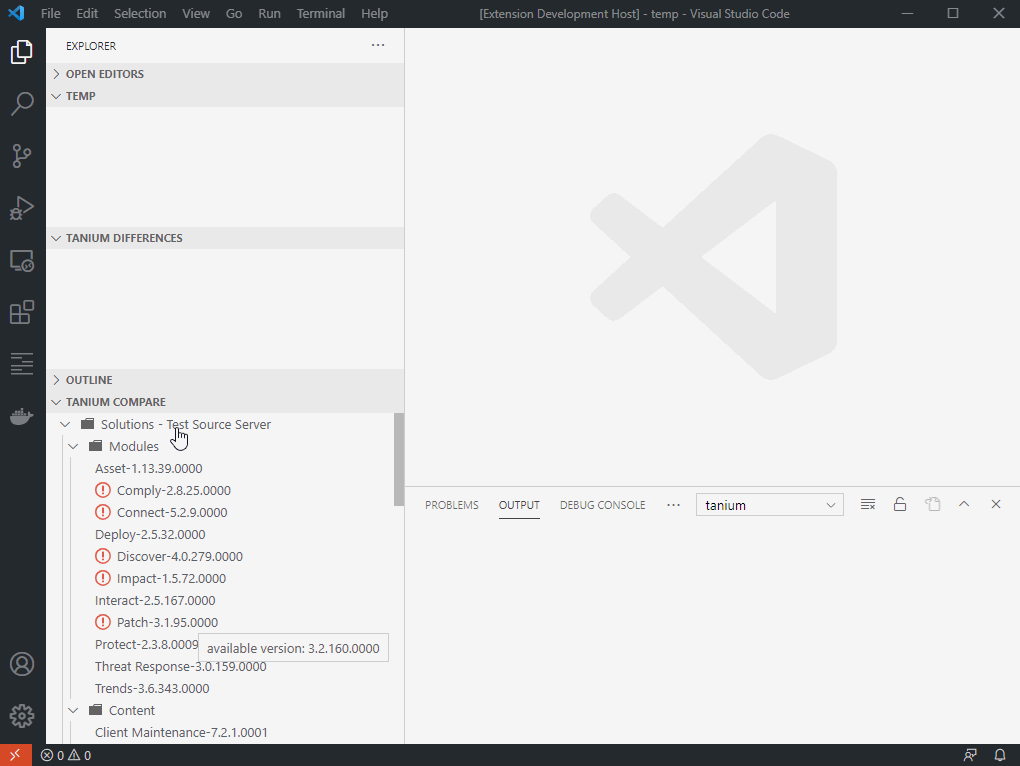 File Edit Selection View Go Run Terminal Help [Extension Development Host] - temp - Visual Studio Code
EXPLORER
OPEN EDITORS
TEMP
TANIUM DIFFERENCES
OUTLINE
TANIUM COMPARE
Solutions - Test Source Server
Modules
Asset-1.13.39.0000
Comply-2.8.25.0000
Connect-5.2.9.0000
Deploy-2.5.32.0000
Discover-4.0.279.0000
Impact-1.5.72.0000
Interact-2.5.167.0000
Patch-3.1.95.0000
Protect-2.3.8.0009
available version: 3.2.160.0000
Threat Response-3.0.159.0000
Trends-3.6.343.0000
Content
Client Maintenance-7.2.1.0001
PROBLEMS OUTPUT DEBUG CONSOLE ··· tanium
0 0